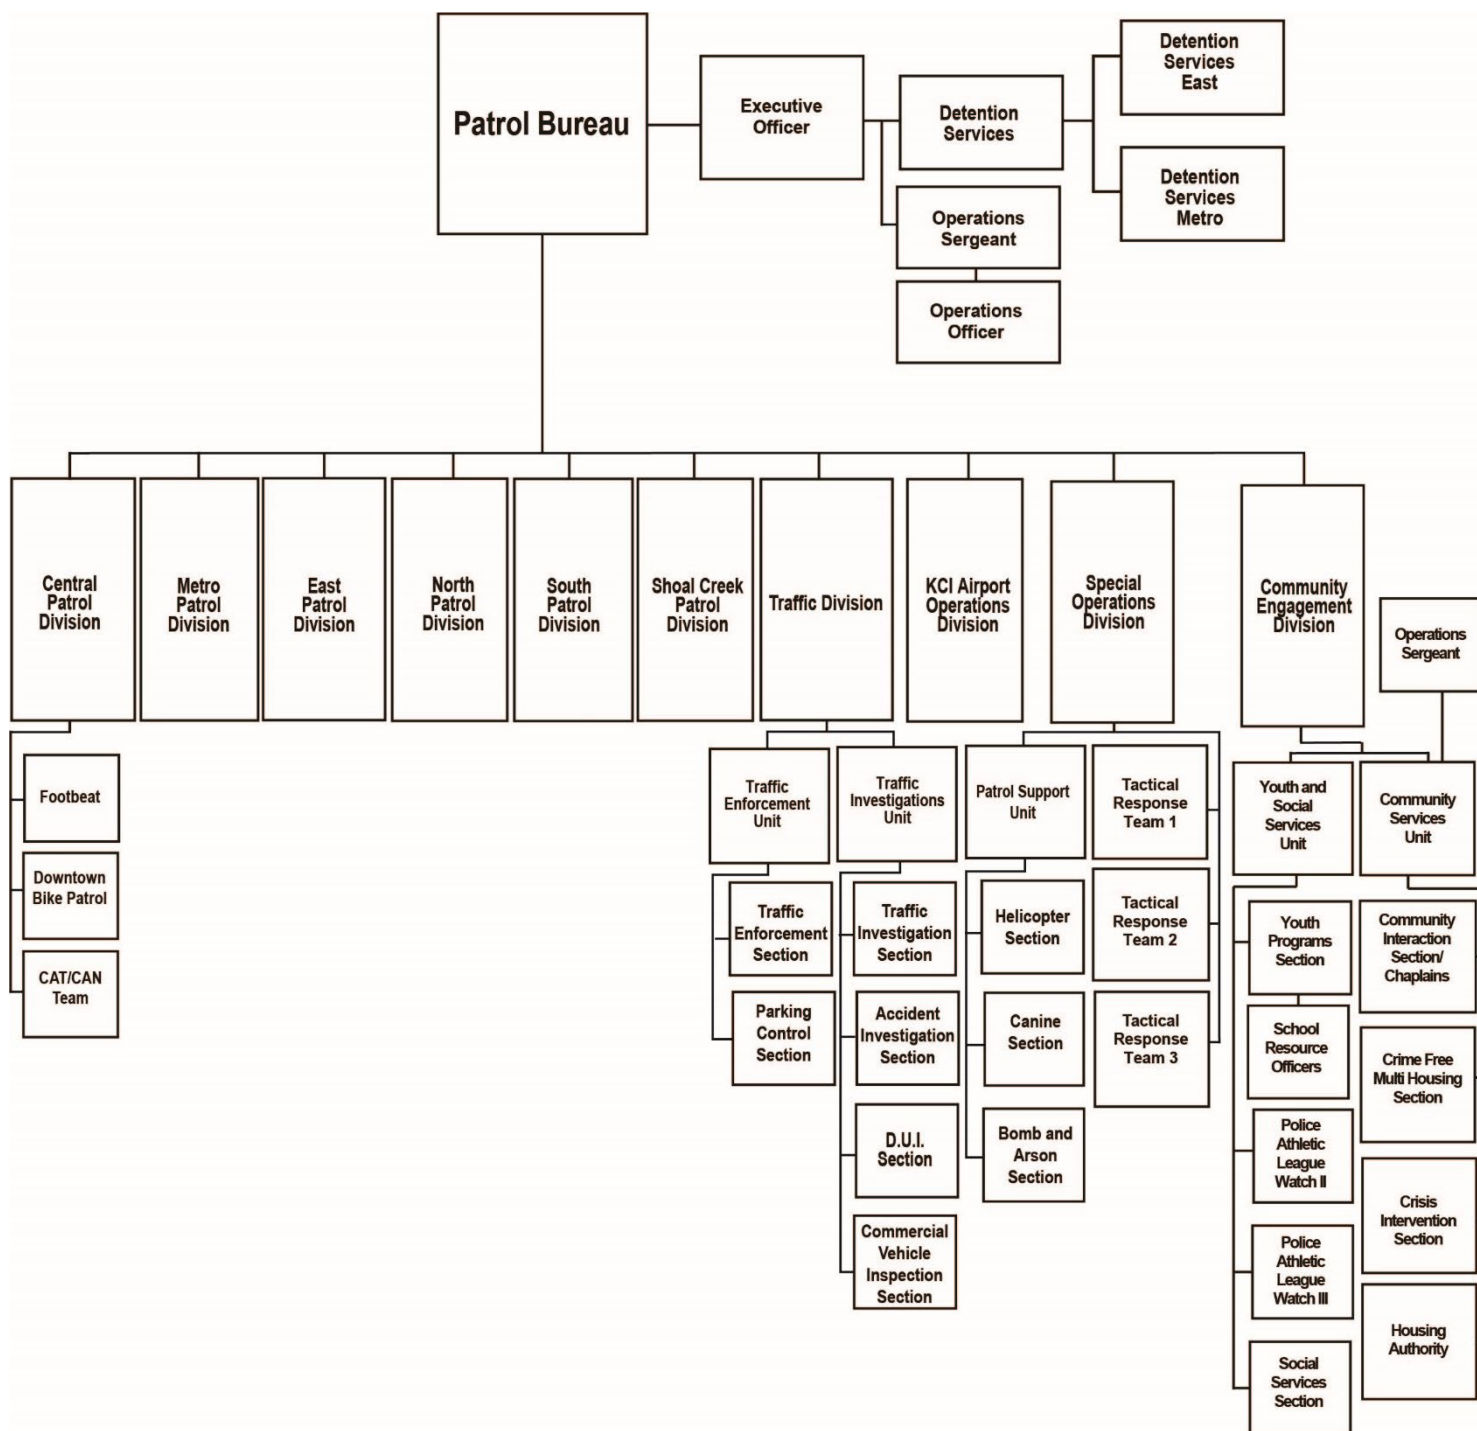 Patrol Bureau
Executive
Officer
Detention
Services
Detention
Services
East
Detention
Services
Metro
Operations
Sergeant
Operations
Officer
Central
Patrol
Division
Metro
Patrol
Division
East
Patrol
Division
North
Patrol
Division
South
Patrol
Division
Shoal Creek
Patrol
Division
Traffic Division
KCI Airport
Operations
Division
Special
Operations
Division
Community
Engagement
Division
Operations
Sergeant
Footbeat
Downtown
Bike Patrol
CAT/CAN
Team
Traffic
Enforcement
Unit
Traffic
Enforcement
Section
Parking
Control
Section
Traffic
Investigations
Unit
Traffic
Investigation
Section
Accident
Investigation
Section
D.U.I.
Section
Commercial
Vehicle
Inspection
Section
Patrol Support
Unit
Helicopter
Section
Canine
Section
Bomb and
Arson
Section
Tactical
Response
Team 1
Tactical
Response
Team 2
Tactical
Response
Team 3
Youth and
Social
Services
Unit
Youth
Programs
Section
School
Resource
Officers
Police
Athletic
League
Watch II
Police
Athletic
League
Watch III
Social
Services
Section
Community
Services
Unit
Community
Interaction
Section/
Chaplains
Crime Free
Multi Housing
Section
Crisis
Intervention
Section
Housing
Authority